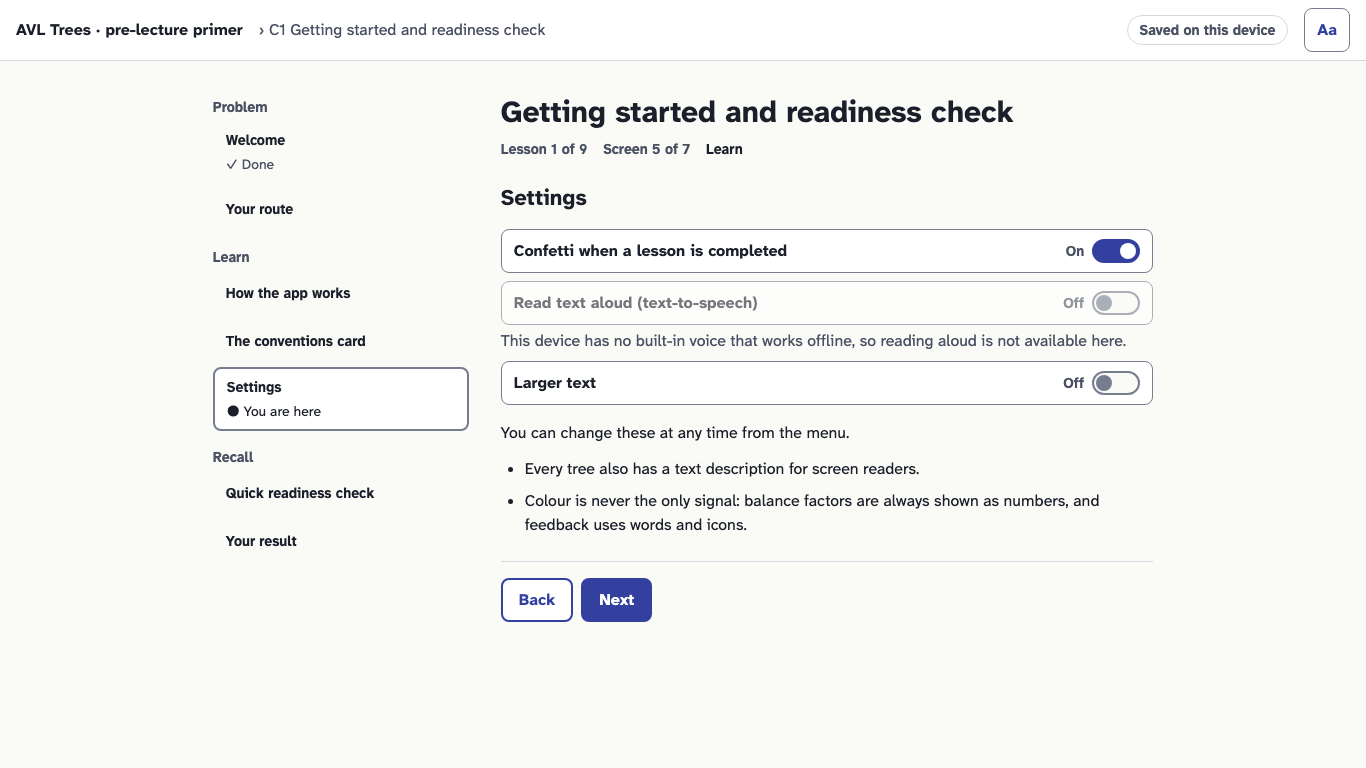 AVL Trees · pre-lecture primer › C1 Getting started and readiness check
Saved on this device
Aa
Problem
Welcome
✓ Done
Your route
Learn
How the app works
The conventions card
Settings
● You are here
Recall
Quick readiness check
Your result
Getting started and readiness check
Lesson 1 of 9 Screen 5 of 7 Learn
Settings
Confetti when a lesson is completed On
Read text aloud (text-to-speech) Off
This device has no built-in voice that works offline, so reading aloud is not available here.
Larger text Off
You can change these at any time from the menu.
• Every tree also has a text description for screen readers.
• Colour is never the only signal: balance factors are always shown as numbers, and
feedback uses words and icons.
Back Next